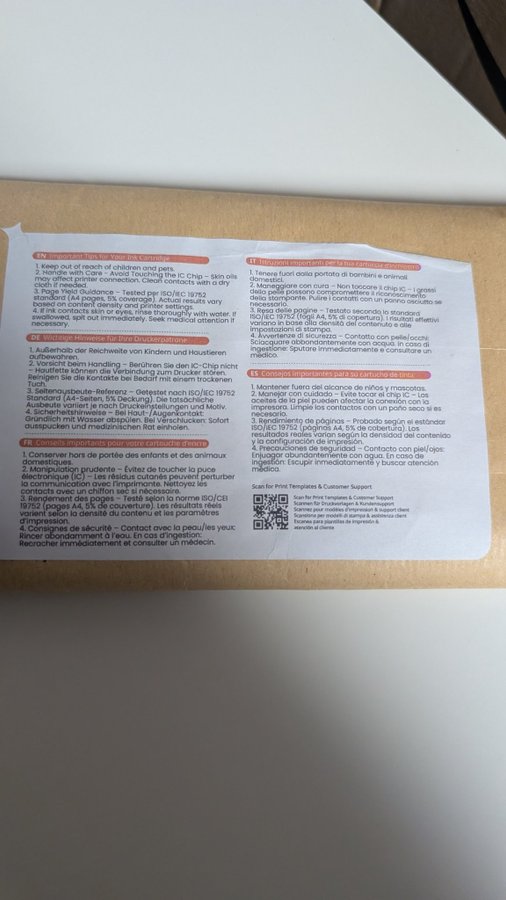 EN Important Tips for Your Ink Cartridge
1. Keep out of reach of children and pets.
2. Handle with Care - Avoid Touching the IC Chip – Skin oils
may affect printer connection. Clean contacts with a dry
cloth if needed.
3. Page Yield Guidance – Tested per ISO/IEC 19752
standard (A4 pages, 5% coverage). Actual results vary
based on content density and printer settings.
4. If ink contacts skin or eyes, rinse thoroughly with water. If
swallowed, spit out immediately. Seek medical attention if
necessary.
DE Wichtige Hinweise für Ihre Druckerpatrone
1. Außerhalb der Reichweite von Kindern und Haustieren
aufbewahren.
2. Vorsicht beim Handling – Berühren Sie den IC-Chip nicht
– Hautfette können die Verbindung zum Drucker stören.
Reinigen Sie die Kontakte bei Bedarf mit einem trockenen
Tuch.
3. Seitenausbeute-Referenz – Getestet nach ISO/IEC 19752
Standard (A4-Seiten, 5% Deckung). Die tatsächliche
Ausbeute variiert je nach Druckeinstellungen und Motiv.
4. Sicherheitshinweise – Bei Haut-/Augenkontakt:
Gründlich mit Wasser abspülen. Bei Verschlucken: Sofort
ausspucken und medizinischen Rat einholen.
FR Conseils importants pour votre cartouche d'encre
1. Conserver hors de portée des enfants et des animaux
domestiques.
2. Manipulation prudente – Évitez de toucher la puce
électronique (IC) – Les résidus cutanés peuvent perturber
la communication avec l'imprimante. Nettoyez les
contacts avec un chiffon sec si nécessaire.
3. Rendement des pages – Testé selon la norme ISO/CEI
19752 (pages A4, 5% de couverture). Les résultats réels
varient selon la densité du contenu et les paramètres
d'impression.
4. Consignes de sécurité – Contact avec la peau/les yeux:
Rincer abondamment à l'eau. En cas d'ingestion:
Recracher immédiatement et consulter un médecin.
IT Istruzioni importanti per la tua cartuccia d'inchiostro
1. Tenere fuori dalla portata di bambini e animali
domestici.
2. Maneggiare con cura – Non toccare il chip IC – I grassi
della pelle possono compromettere il riconoscimento
della stampante. Pulire i contatti con un panno asciutto se
necessario.
3. Resa delle pagine – Testato secondo lo standard
ISO/IEC 19752 (fogli A4, 5% di copertura). I risultati effettivi
variano in base alla densità del contenuto e alle
impostazioni di stampa.
4. Avvertenze di sicurezza – Contatto con pelle/occhi:
Sciacquare abbondantemente con acqua. In caso di
ingestione: Sputare immediatamente e consultare un
medico.
ES Consejos importantes para su cartucho de tinta
1. Mantener fuera del alcance de niños y mascotas.
2. Manejar con cuidado – Evite tocar el chip IC – Los
aceites de la piel pueden afectar la conexión con la
impresora. Limpie los contactos con un paño seco si es
necesario.
3. Rendimiento de páginas – Probado según el estándar
ISO/IEC 19752 (páginas A4, 5% de cobertura). Los
resultados reales varían según la densidad del contenido
y la configuración de impresión.
4. Precauciones de seguridad – Contacto con piel/ojos:
Enjuagar abundantemente con agua. En caso de
ingestión: Escupir inmediatamente y buscar atención
médica.
Scan for Print Templates & Customer Support
Scan for Print Templates & Customer Support
Scannen für Druckvorlagen & Kundensupport
Scannez pour modèles d'impression & support client
Scansiona per modelli di stampa & assistenza clienti
Escanea para plantillas de impresión &
atención al cliente